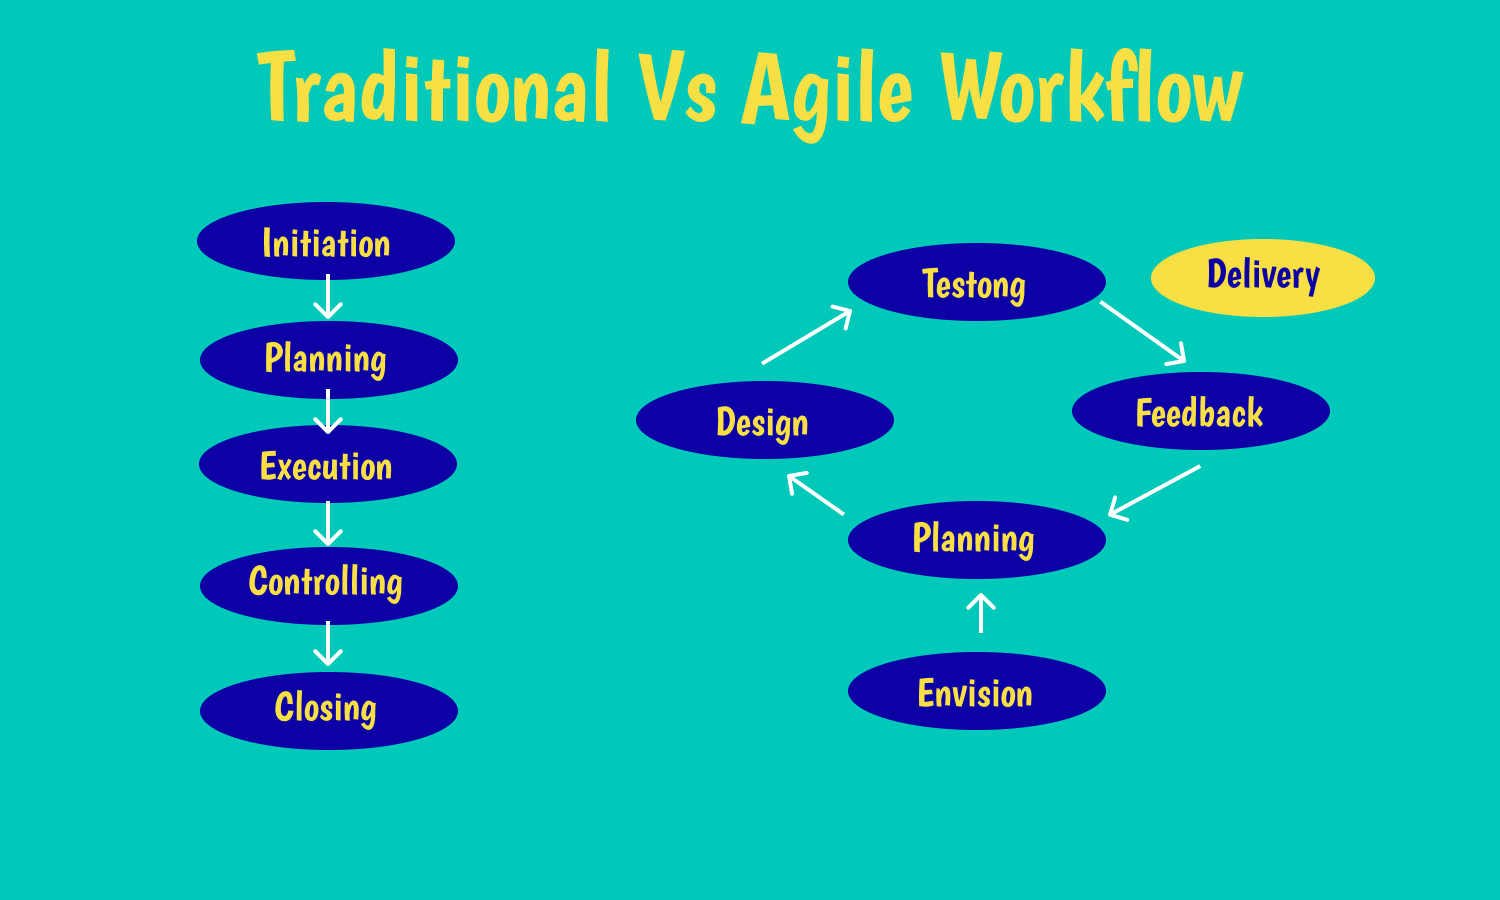 Traditional Vs Agile Workflow
Initiation
Planning
Execution
Controlling
Closing
Testong
Delivery
Design
Feedback
Planning
Envision